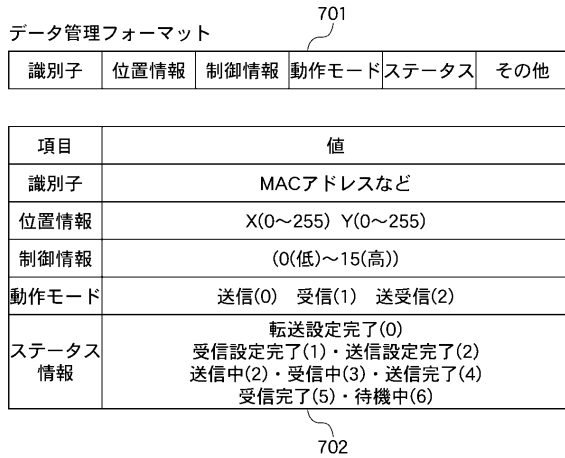 701
データ管理フォーマット
識別子 位置情報 制御情報 動作モード ステータス その他
項目 値
識別子 MACアドレスなど
位置情報 X(0～255) Y(0～255)
制御情報 (0(低)～15(高))
動作モード 送信(0) 受信(1) 送受信(2)
ステータス
情報
転送設定完了(0)
受信設定完了(1)・送信設定完了(2)
送信中(2)・受信中(3)・送信完了(4)
受信完了(5)・待機中(6)
702